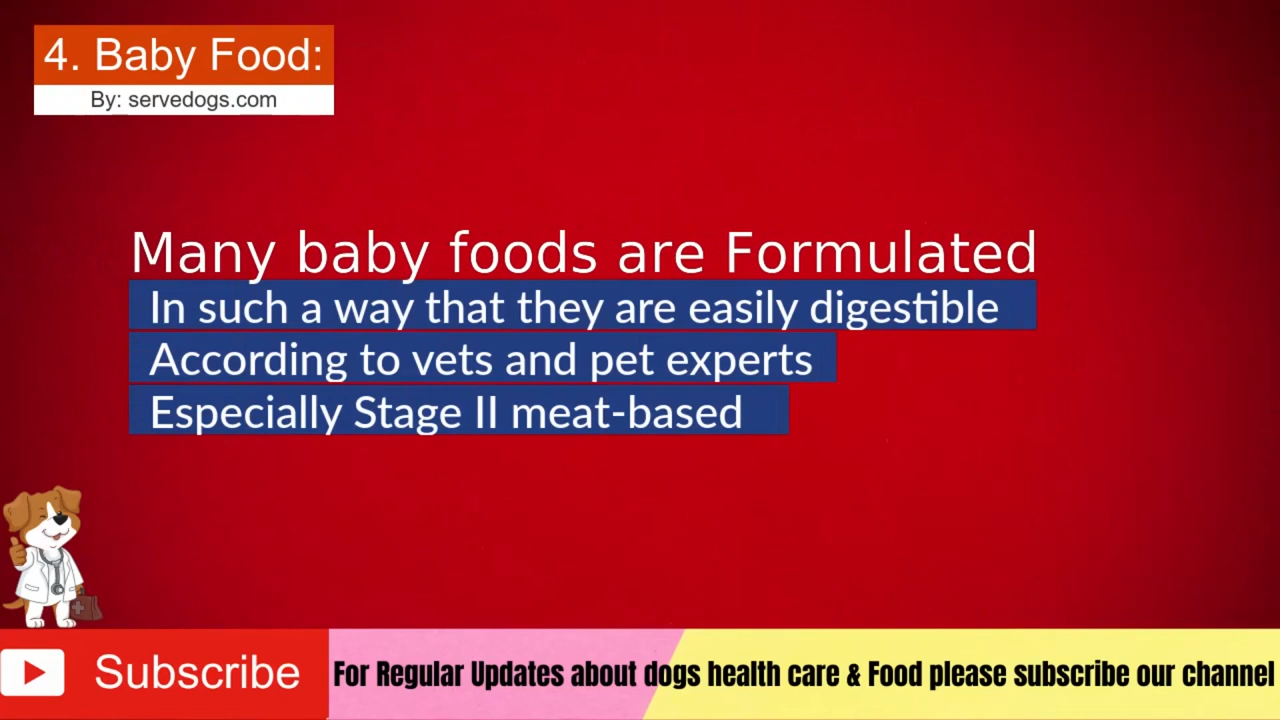 4. Baby Food:
By: servedogs.com
Many baby foods are Formulated
In such a way that they are easily digestible
According to vets and pet experts
Especially Stage II meat-based
Subscribe
For Regular Updates about dogs health care & Food please subscribe our channel